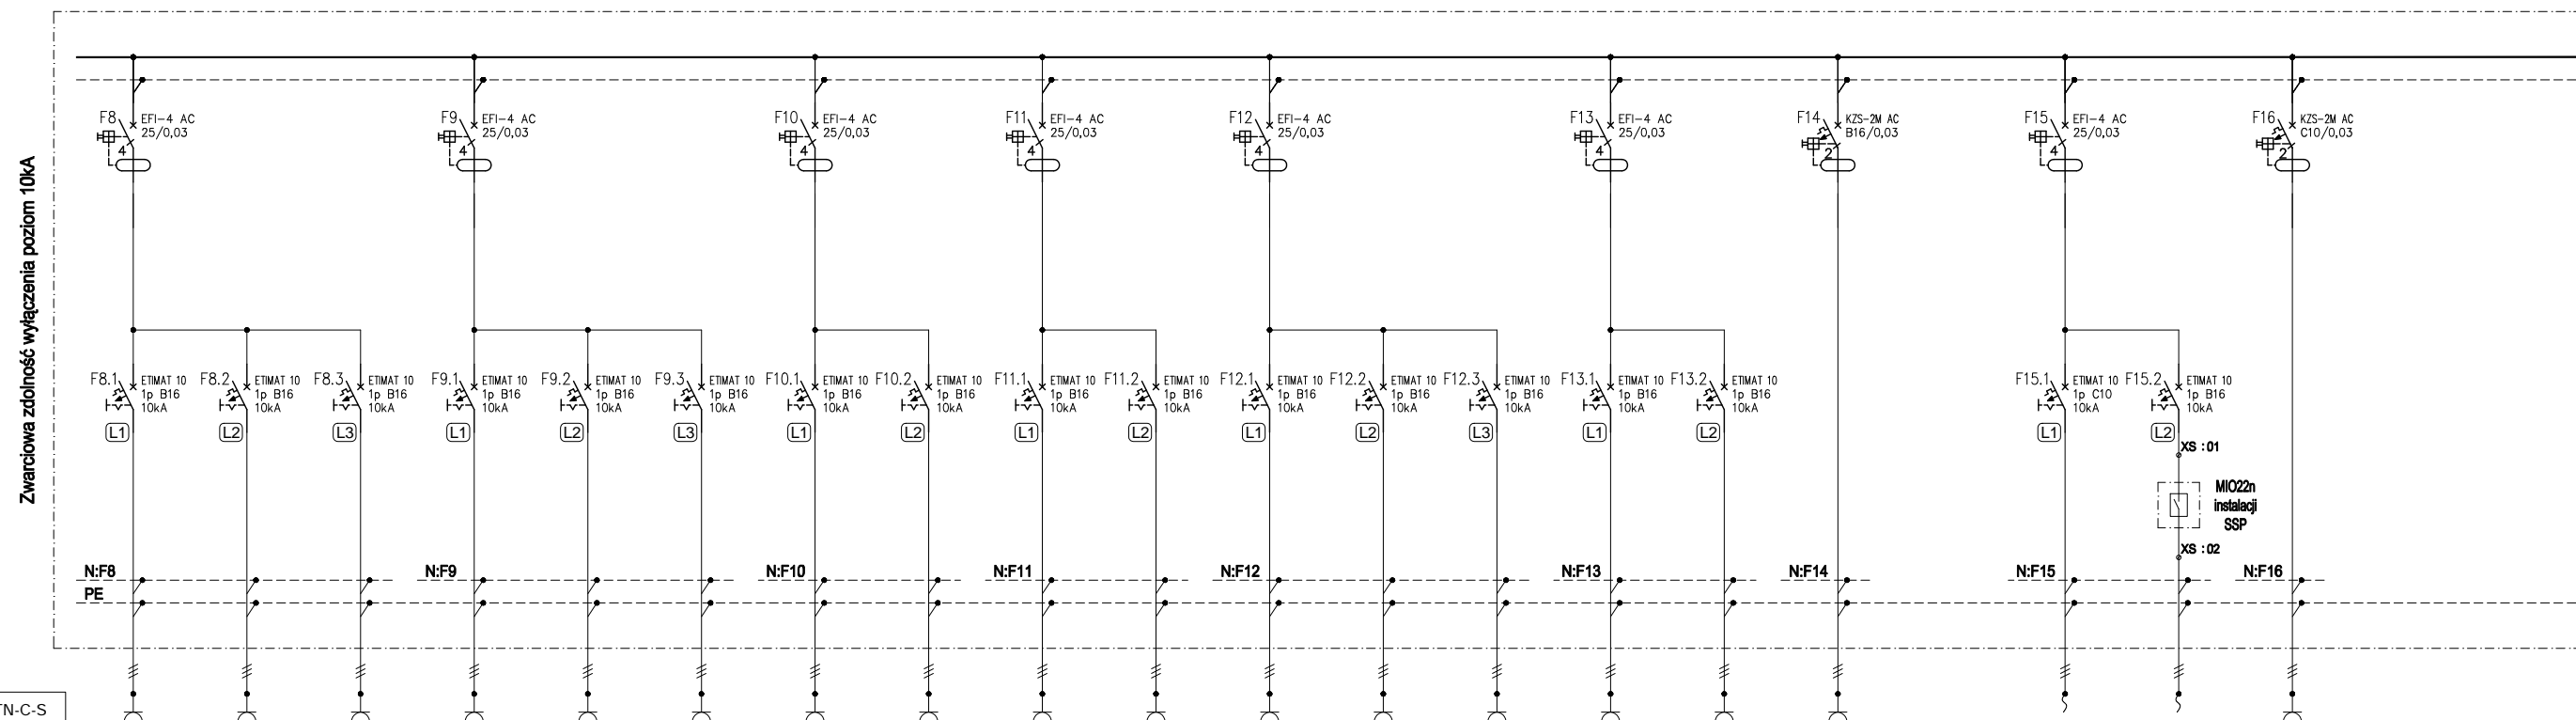 Zwarciowa zdolność wyłączenia poziom 10kA
F8 EFI-4 AC
25/0,03
4
F9 EFI-4 AC
25/0,03
4
F10 EFI-4 AC
25/0,03
4
F11 EFI-4 AC
25/0,03
4
F12 EFI-4 AC
25/0,03
4
F13 EFI-4 AC
25/0,03
4
F14 KZS-2M AC
B16/0,03
2
F15 EFI-4 AC
25/0,03
4
F16 KZS-2M AC
C10/0,03
2
F8.1 ETIMAT 10
1p B16
10kA
L1
F8.2 ETIMAT 10
1p B16
10kA
L2
F8.3 ETIMAT 10
1p B16
10kA
L3
F9.1 ETIMAT 10
1p B16
10kA
L1
F9.2 ETIMAT 10
1p B16
10kA
L2
F9.3 ETIMAT 10
1p B16
10kA
L3
F10.1 ETIMAT 10
1p B16
10kA
L1
F10.2 ETIMAT 10
1p B16
10kA
L2
F11.1 ETIMAT 10
1p B16
10kA
L1
F11.2 ETIMAT 10
1p B16
10kA
L2
F12.1 ETIMAT 10
1p B16
10kA
L1
F12.2 ETIMAT 10
1p B16
10kA
L2
F12.3 ETIMAT 10
1p B16
10kA
L3
F13.1 ETIMAT 10
1p B16
10kA
L1
F13.2 ETIMAT 10
1p B16
10kA
L2
F15.1 ETIMAT 10
1p C10
10kA
L1
F15.2 ETIMAT 10
1p B16
10kA
L2
XS :01
MIO22n
instalacji
SSP
XS :02
N:F8
N:F9
N:F10
N:F11
N:F12
N:F13
N:F14
N:F15
N:F16
PE
TN-C-S